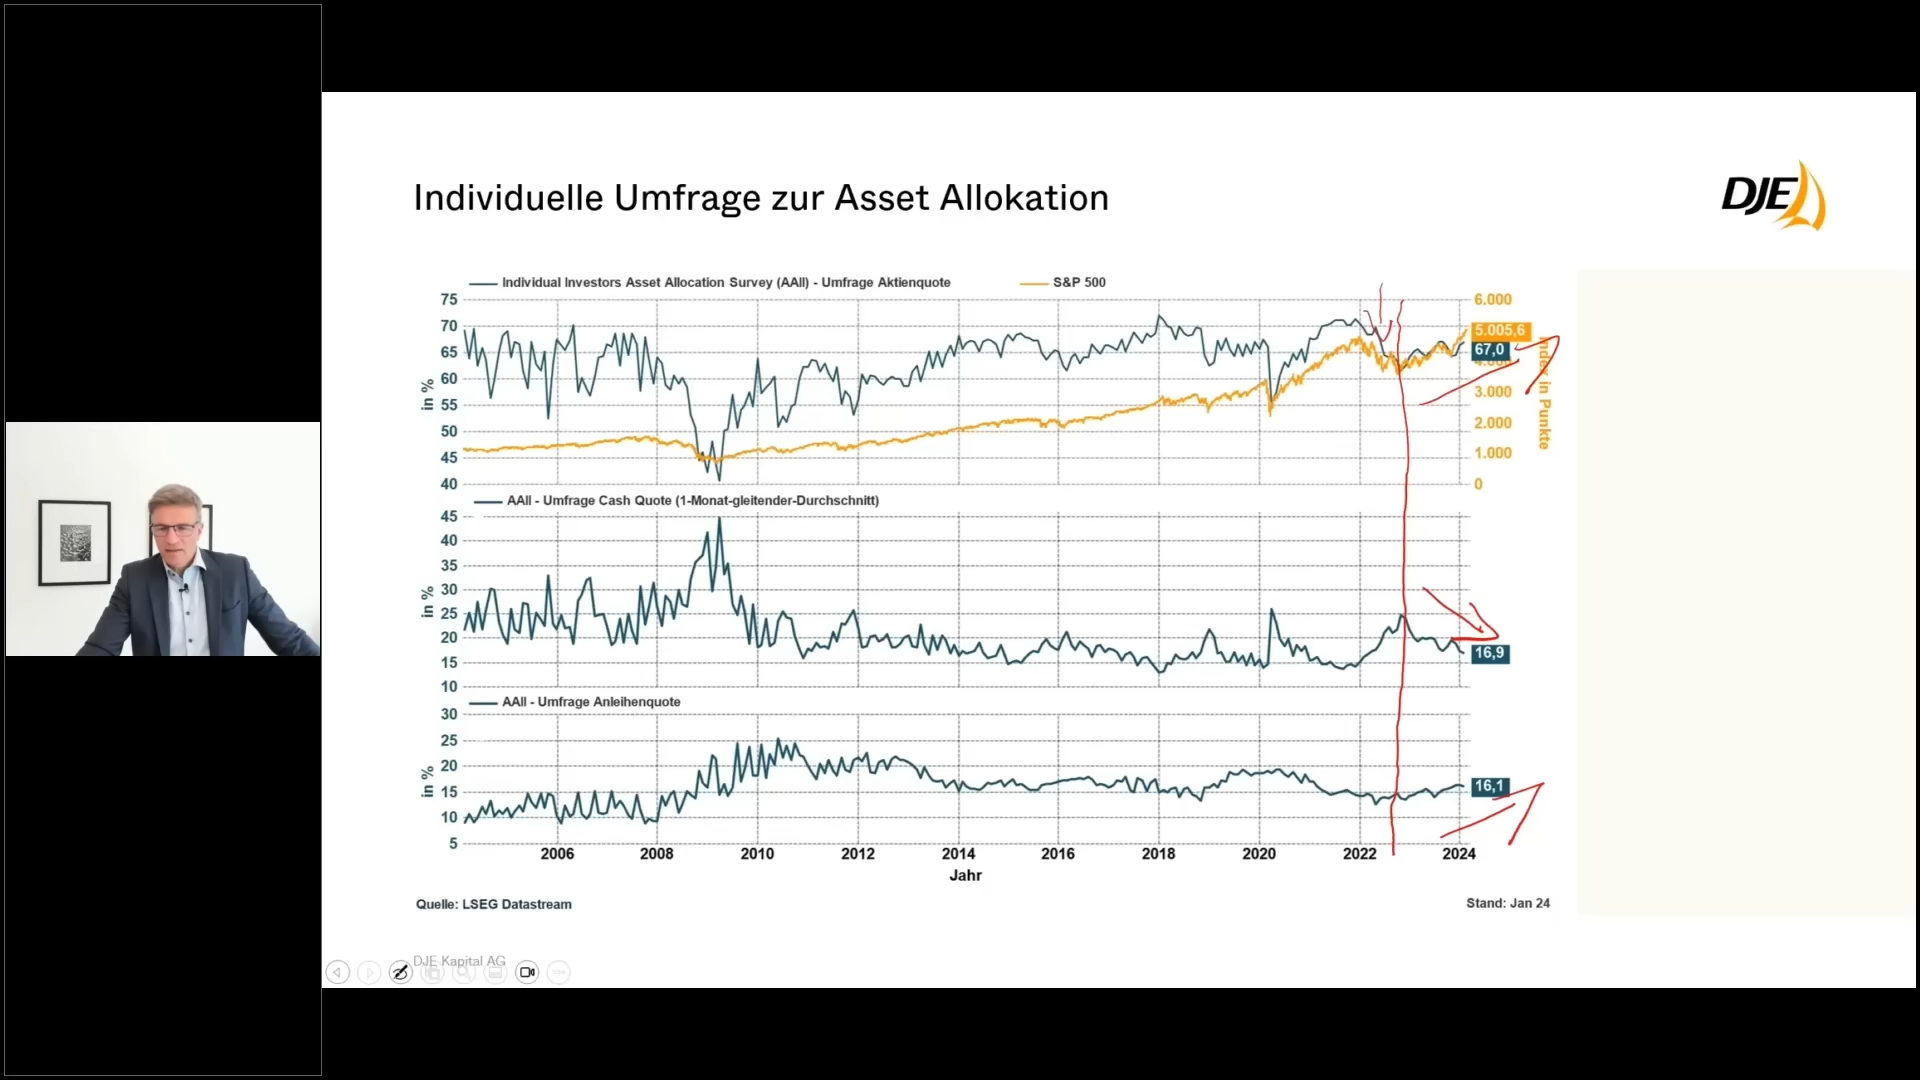 Individuelle Umfrage zur Asset Allokation
DJE
Individual Investors Asset Allocation Survey (AAII) - Umfrage Aktienquote
S&P 500
75
70
65
60
55
50
45
40
in %
6.000
5.005,6
67,0
3.000
2.000
1.000
0
Index in Punkte
AAII - Umfrage Cash Quote (1-Monat-gleitender-Durchschnitt)
45
40
35
30
25
20
15
10
in %
16,9
AAII - Umfrage Anleihenquote
30
25
20
15
10
5
in %
16,1
2006 2008 2010 2012 2014 2016 2018 2020 2022 2024
Jahr
Quelle: LSEG Datastream
Stand: Jan 24
DJE Kapital AG